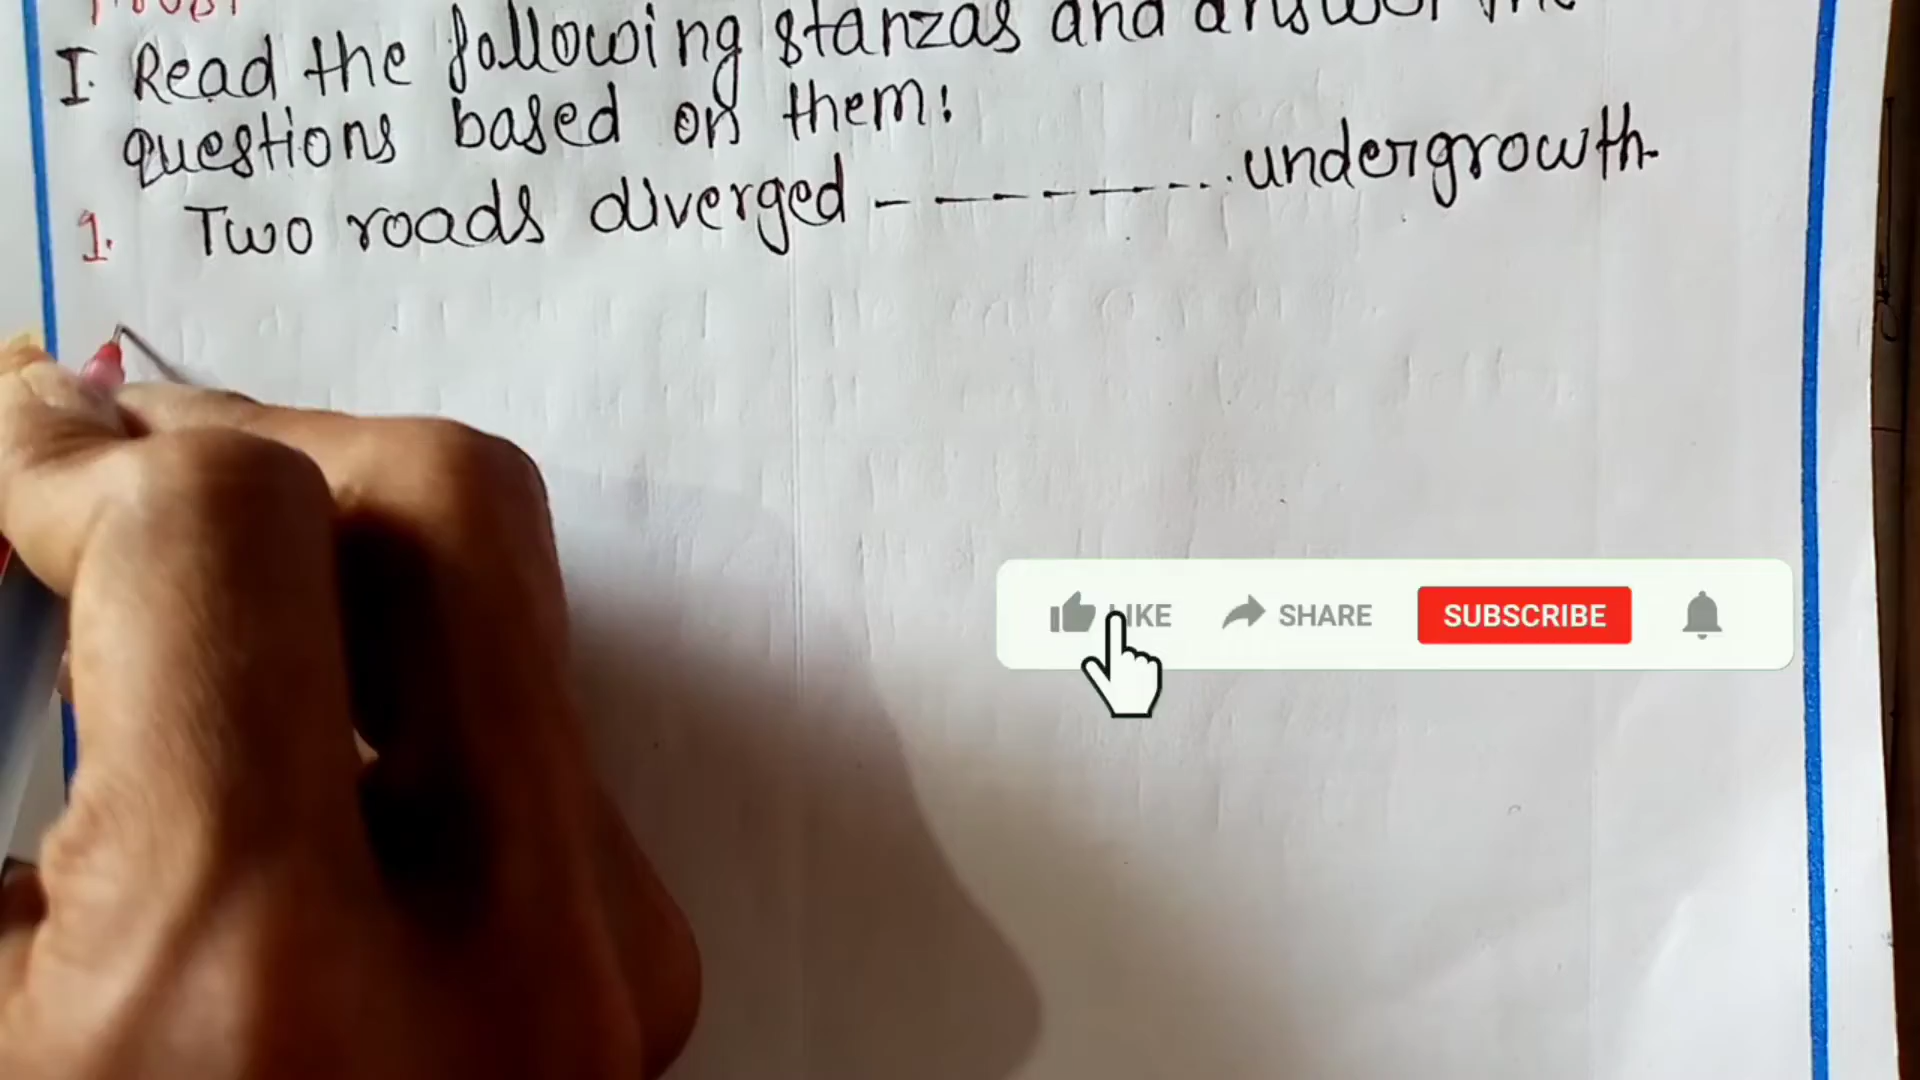 I. Read the following stanzas and answer the
questions based on them:
1. Two roads diverged - - - - - - - .. undergrowth.
LIKE SHARE SUBSCRIBE